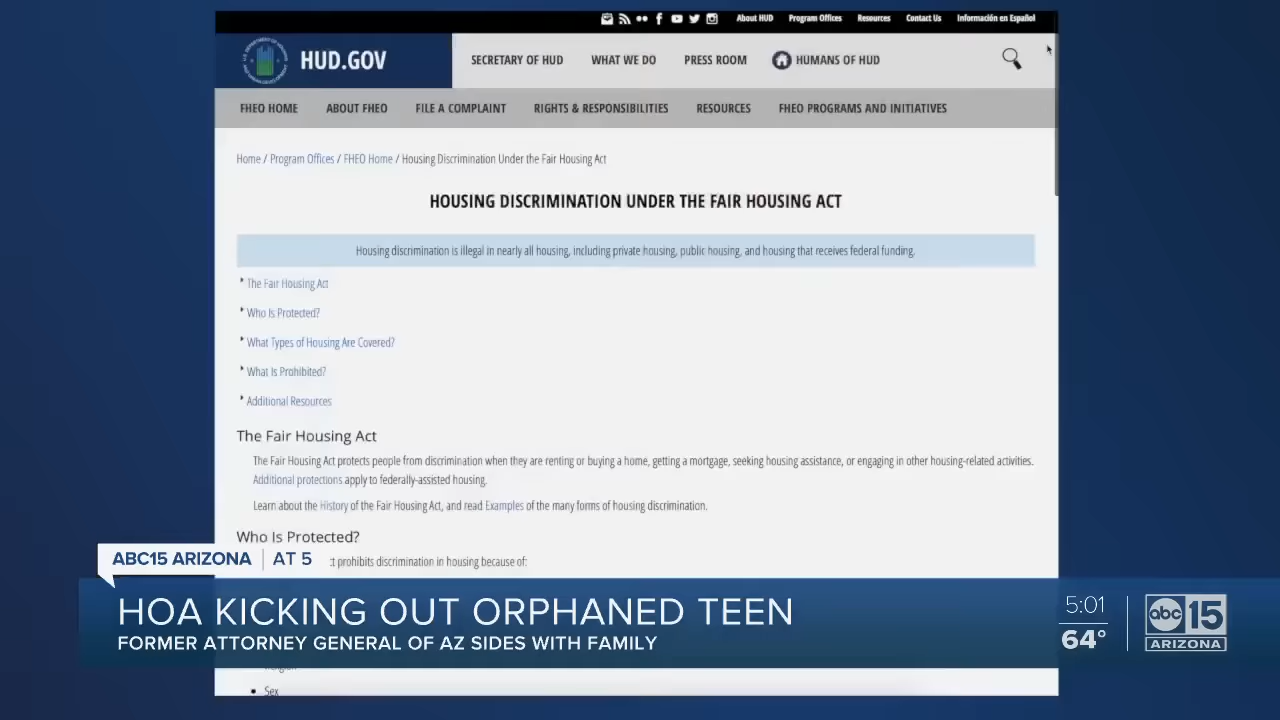 About HUD Program Offices Resources Contact Us Información en Español
HUD.GOV
SECRETARY OF HUD WHAT WE DO PRESS ROOM HUMANS OF HUD
FHEO HOME ABOUT FHEO FILE A COMPLAINT RIGHTS & RESPONSIBILITIES RESOURCES FHEO PROGRAMS AND INITIATIVES
Home / Program Offices / FHEO Home / Housing Discrimination Under the Fair Housing Act
HOUSING DISCRIMINATION UNDER THE FAIR HOUSING ACT
Housing discrimination is illegal in nearly all housing, including private housing, public housing, and housing that receives federal funding.
The Fair Housing Act
Who Is Protected?
What Types of Housing Are Covered?
What Is Prohibited?
Additional Resources
The Fair Housing Act
The Fair Housing Act protects people from discrimination when they are renting or buying a home, getting a mortgage, seeking housing assistance, or engaging in other housing-related activities.
Additional protections apply to federally-assisted housing.
Learn about the History of the Fair Housing Act, and read Examples of the many forms of housing discrimination.
Who Is Protected?
prohibits discrimination in housing because of:
ABC15 ARIZONA | AT 5
HOA KICKING OUT ORPHANED TEEN
FORMER ATTORNEY GENERAL OF AZ SIDES WITH FAMILY
5:01
64°
abc 15
ARIZONA
Sex